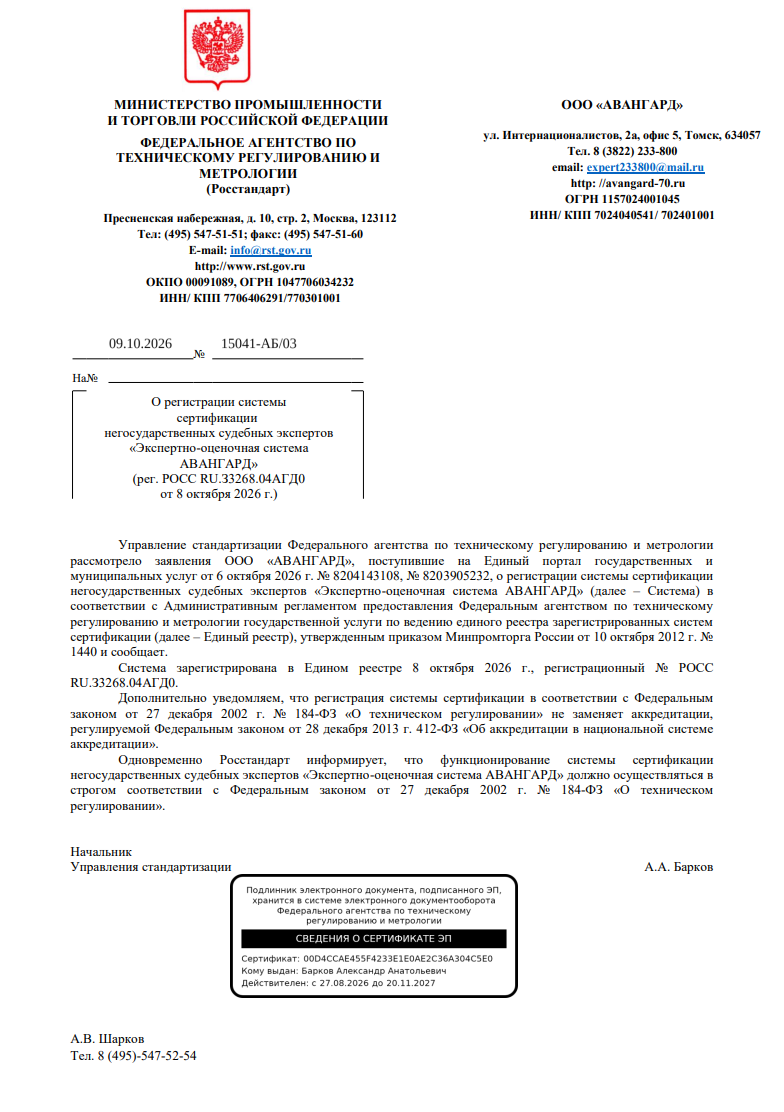 МИНИСТЕРСТВО ПРОМЫШЛЕННОСТИ
И ТОРГОВЛИ РОССИЙСКОЙ ФЕДЕРАЦИИ
ФЕДЕРАЛЬНОЕ АГЕНТСТВО ПО
ТЕХНИЧЕСКОМУ РЕГУЛИРОВАНИЮ И
МЕТРОЛОГИИ
(Росстандарт)
Пресненская набережная, д. 10, стр. 2, Москва, 123112
Тел: (495) 547-51-51; факс: (495) 547-51-60
E-mail: info@rst.gov.ru
http://www.rst.gov.ru
ОКПО 00091089, ОГРН 1047706034232
ИНН/ КПП 7706406291/770301001
ООО «АВАНГАРД»
ул. Интернационалистов, 2а, офис 5, Томск, 634057
Тел. 8 (3822) 233-800
email: expert233800@mail.ru
http: //avangard-70.ru
ОГРН 1157024001045
ИНН/ КПП 7024040541/ 702401001
09.10.2026 № 15041-АБ/03
На№
О регистрации системы
сертификации
негосударственных судебных экспертов
«Экспертно-оценочная система
АВАНГАРД»
(рег. РОСС RU.З3268.04АГД0
от 8 октября 2026 г.)
Управление стандартизации Федерального агентства по техническому регулированию и метрологии
рассмотрело заявления ООО «АВАНГАРД», поступившие на Единый портал государственных и
муниципальных услуг от 6 октября 2026 г. № 8204143108, № 8203905232, о регистрации системы сертификации
негосударственных судебных экспертов «Экспертно-оценочная система АВАНГАРД» (далее – Система) в
соответствии с Административным регламентом предоставления Федеральным агентством по техническому
регулированию и метрологии государственной услуги по ведению единого реестра зарегистрированных систем
сертификации (далее – Единый реестр), утвержденным приказом Минпромторга России от 10 октября 2012 г. №
1440 и сообщает.
Система зарегистрирована в Едином реестре 8 октября 2026 г., регистрационный № РОСС
RU.З3268.04АГД0.
Дополнительно уведомляем, что регистрация системы сертификации в соответствии с Федеральным
законом от 27 декабря 2002 г. № 184-ФЗ «О техническом регулировании» не заменяет аккредитации,
регулируемой Федеральным законом от 28 декабря 2013 г. 412-ФЗ «Об аккредитации в национальной системе
аккредитации».
Одновременно Росстандарт информирует, что функционирование системы сертификации
негосударственных судебных экспертов «Экспертно-оценочная система АВАНГАРД» должно осуществляться в
строгом соответствии с Федеральным законом от 27 декабря 2002 г. № 184-ФЗ «О техническом
регулировании».
Начальник
Управления стандартизации А.А. Барков
Подлинник электронного документа, подписанного ЭП,
хранится в системе электронного документооборота
Федерального агентства по техническому
регулированию и метрологии
СВЕДЕНИЯ О СЕРТИФИКАТЕ ЭП
Сертификат: 00D4CCAE455F4233E1E0AE2C36A304C5E0
Кому выдан: Барков Александр Анатольевич
Действителен: с 27.08.2026 до 20.11.2027
А.В. Шарков
Тел. 8 (495)-547-52-54